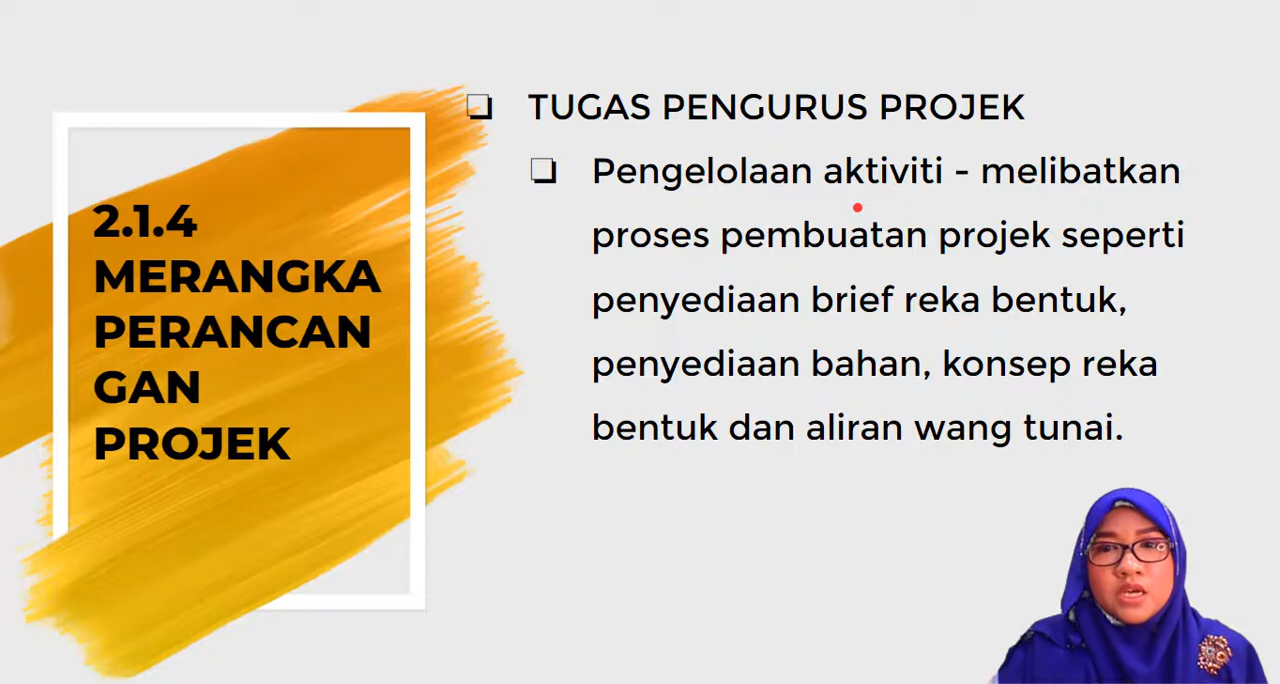 2.1.4
MERANGKA
PERANCAN
GAN
PROJEK
TUGAS PENGURUS PROJEK
Pengelolaan aktiviti - melibatkan
proses pembuatan projek seperti
penyediaan brief reka bentuk,
penyediaan bahan, konsep reka
bentuk dan aliran wang tunai.